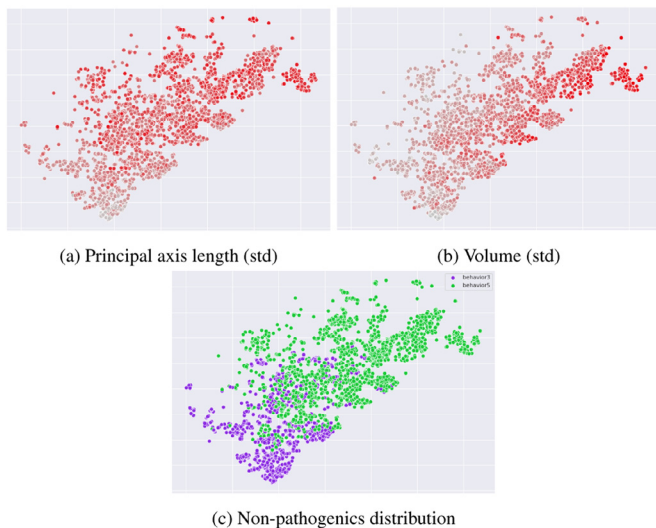 (a) Principal axis length (std)
(b) Volume (std)
behavior3
behavior5
(c) Non-pathogenics distribution